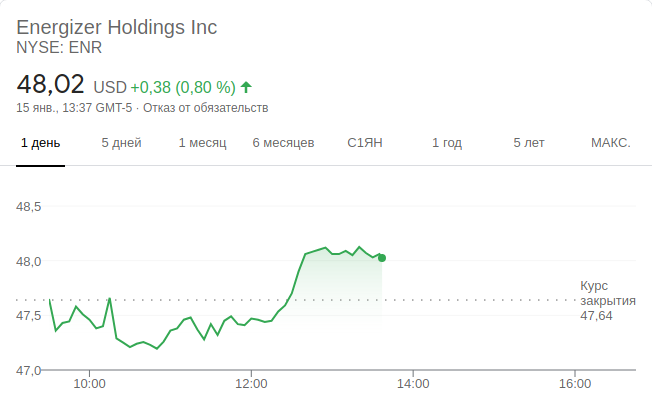 Energizer Holdings Inc
NYSE: ENR
48,02 USD +0,38 (0,80 %)
15 янв., 13:37 GMT-5 · Отказ от обязательств
1 день 5 дней 1 месяц 6 месяцев С1ЯН 1 год 5 лет МАКС.
48,5
48,0
Курс
закрытия
47,5
47,64
47,0
10:00 12:00 14:00 16:00